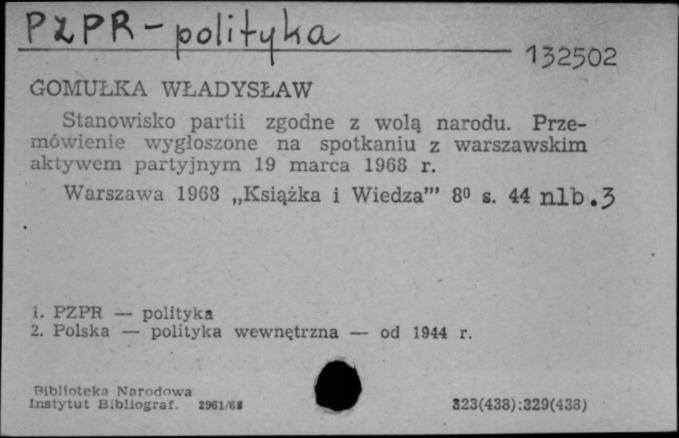 PZPR - polityka
132502
GOMUŁKA WŁADYSŁAW
Stanowisko partii zgodne z wolą narodu. Prze-
mówienie wygłoszone na spotkaniu z warszawskim
aktywem partyjnym 19 marca 1968 r.
Warszawa 1968 „Książka i Wiedza”' 8⁰ s. 44 nlb. 3
1. PZPR — polityka
2. Polska — polityka wewnętrzna — od 1944 r.
Biblioteka Narodowa
Instytut Bibliograf. 2961/68 323(438):329(438)